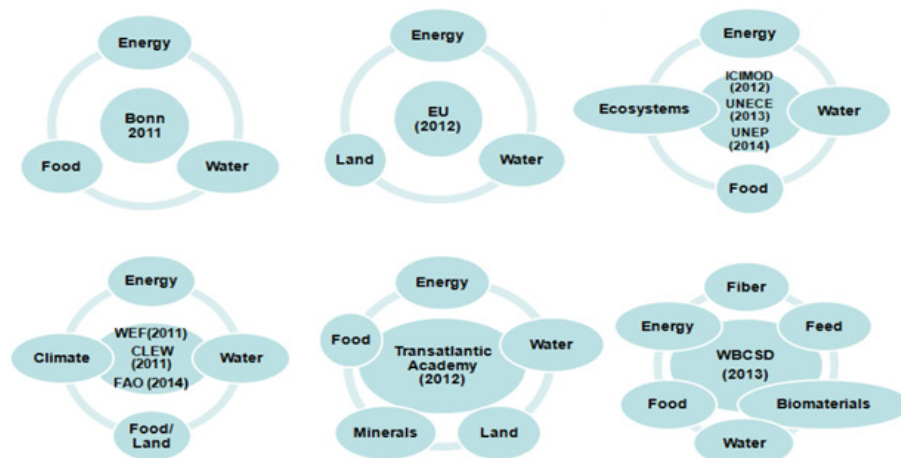 Energy
Bonn
2011
Food
Water
Energy
EU
(2012)
Land
Water
Energy
Ecosystems
ICIMOD
(2012)
UNECE
(2013)
UNEP
(2014)
Water
Food
Energy
Climate
WEF(2011)
CLEW
(2011)
FAO (2014)
Water
Food/
Land
Energy
Food
Transatlantic
Academy
(2012)
Water
Minerals
Land
Fiber
Energy
Feed
WBCSD
(2013)
Food
Biomaterials
Water